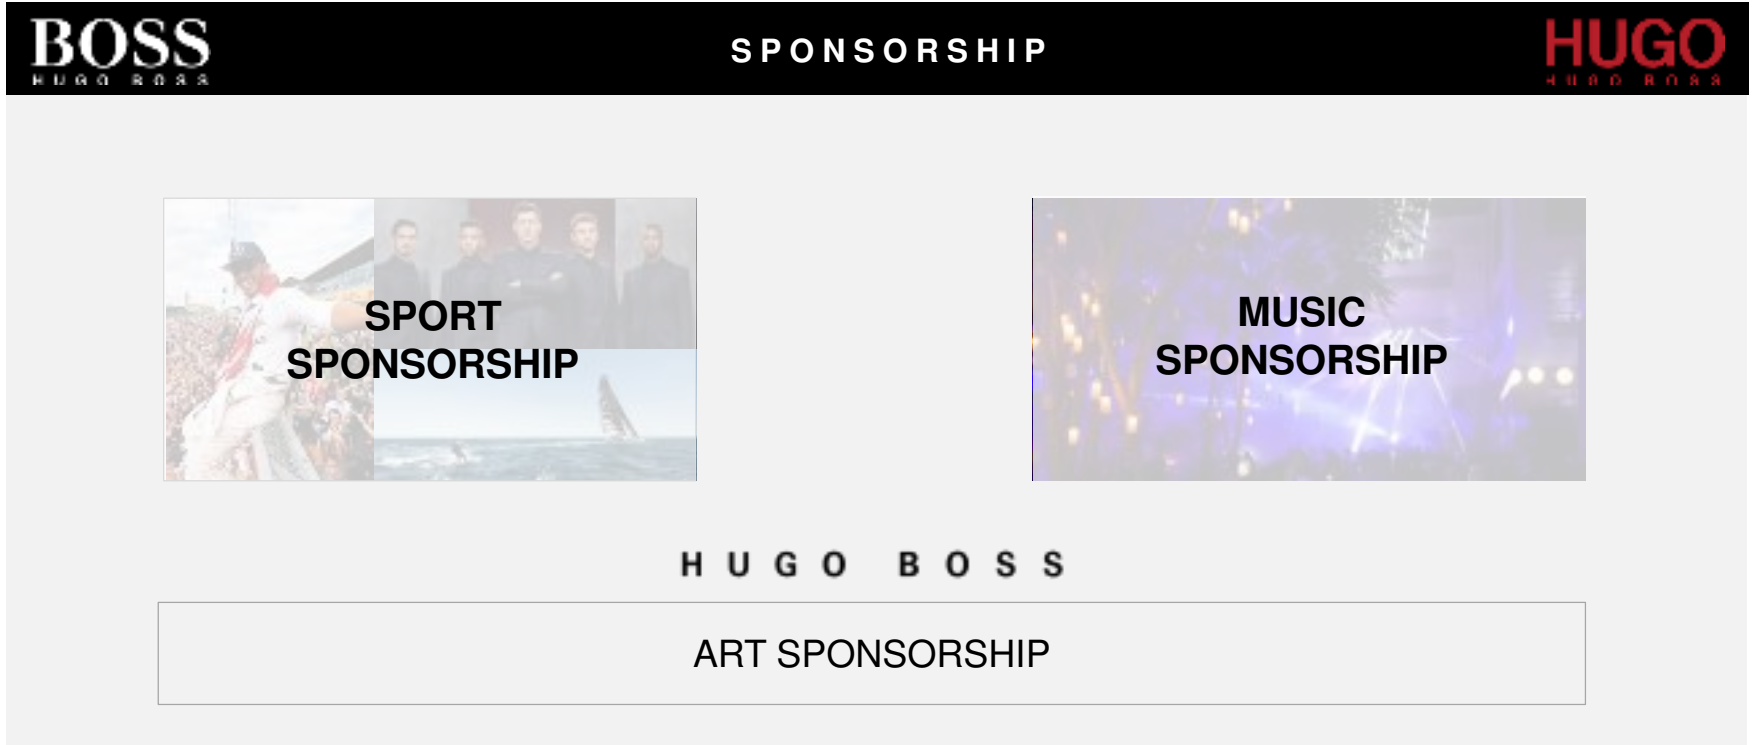 BOSS
HUGO BOSS
SPONSORSHIP
HUGO
HUGO BOSS
SPORT
SPONSORSHIP
MUSIC
SPONSORSHIP
HUGO BOSS
ART SPONSORSHIP